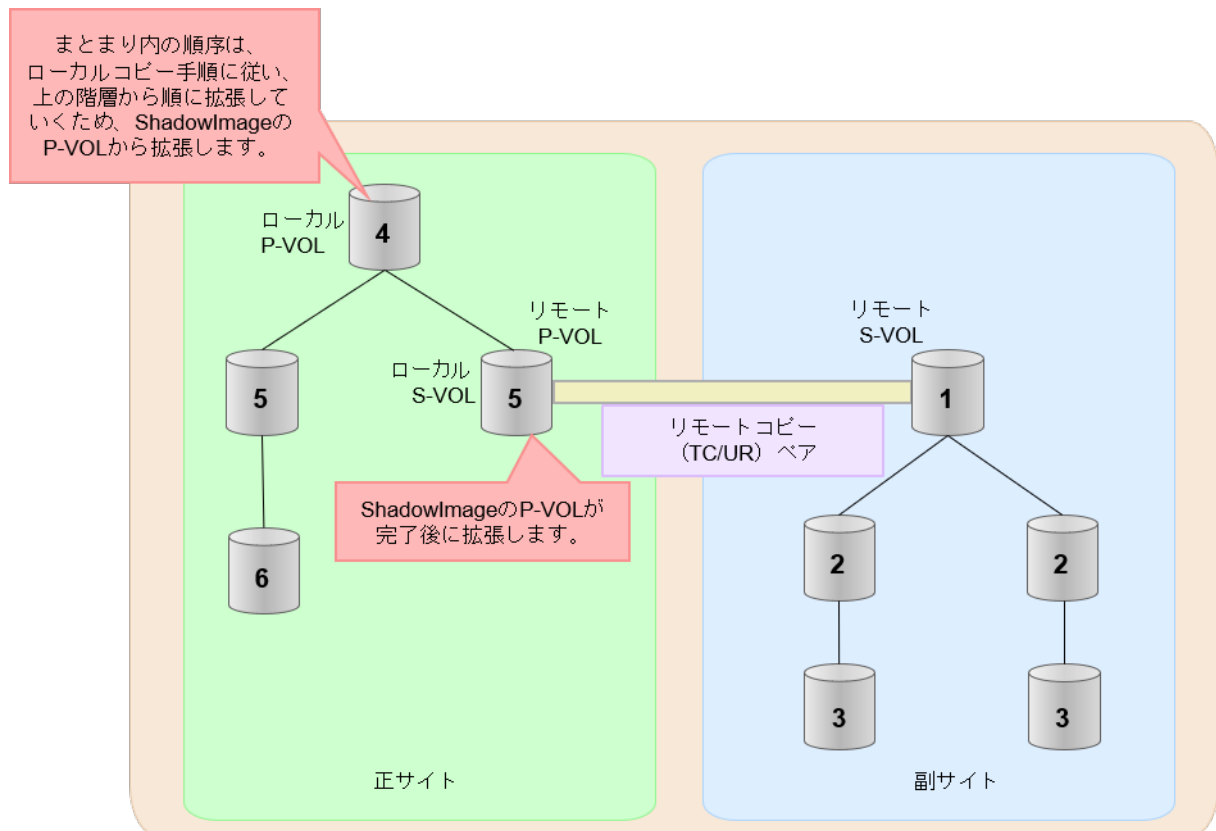 まとまり内の順序は、
ローカルコピー手順に従い、
上の階層から順に拡張して
いくため、ShadowImageの
P-VOLから拡張します。
ローカル
P-VOL
4
リモート
P-VOL
リモート
S-VOL
ローカル
S-VOL
5
5
1
リモートコピー
（TC/UR）ペア
ShadowImageのP-VOLが
完了後に拡張します。
6
2
2
3
3
正サイト
副サイト